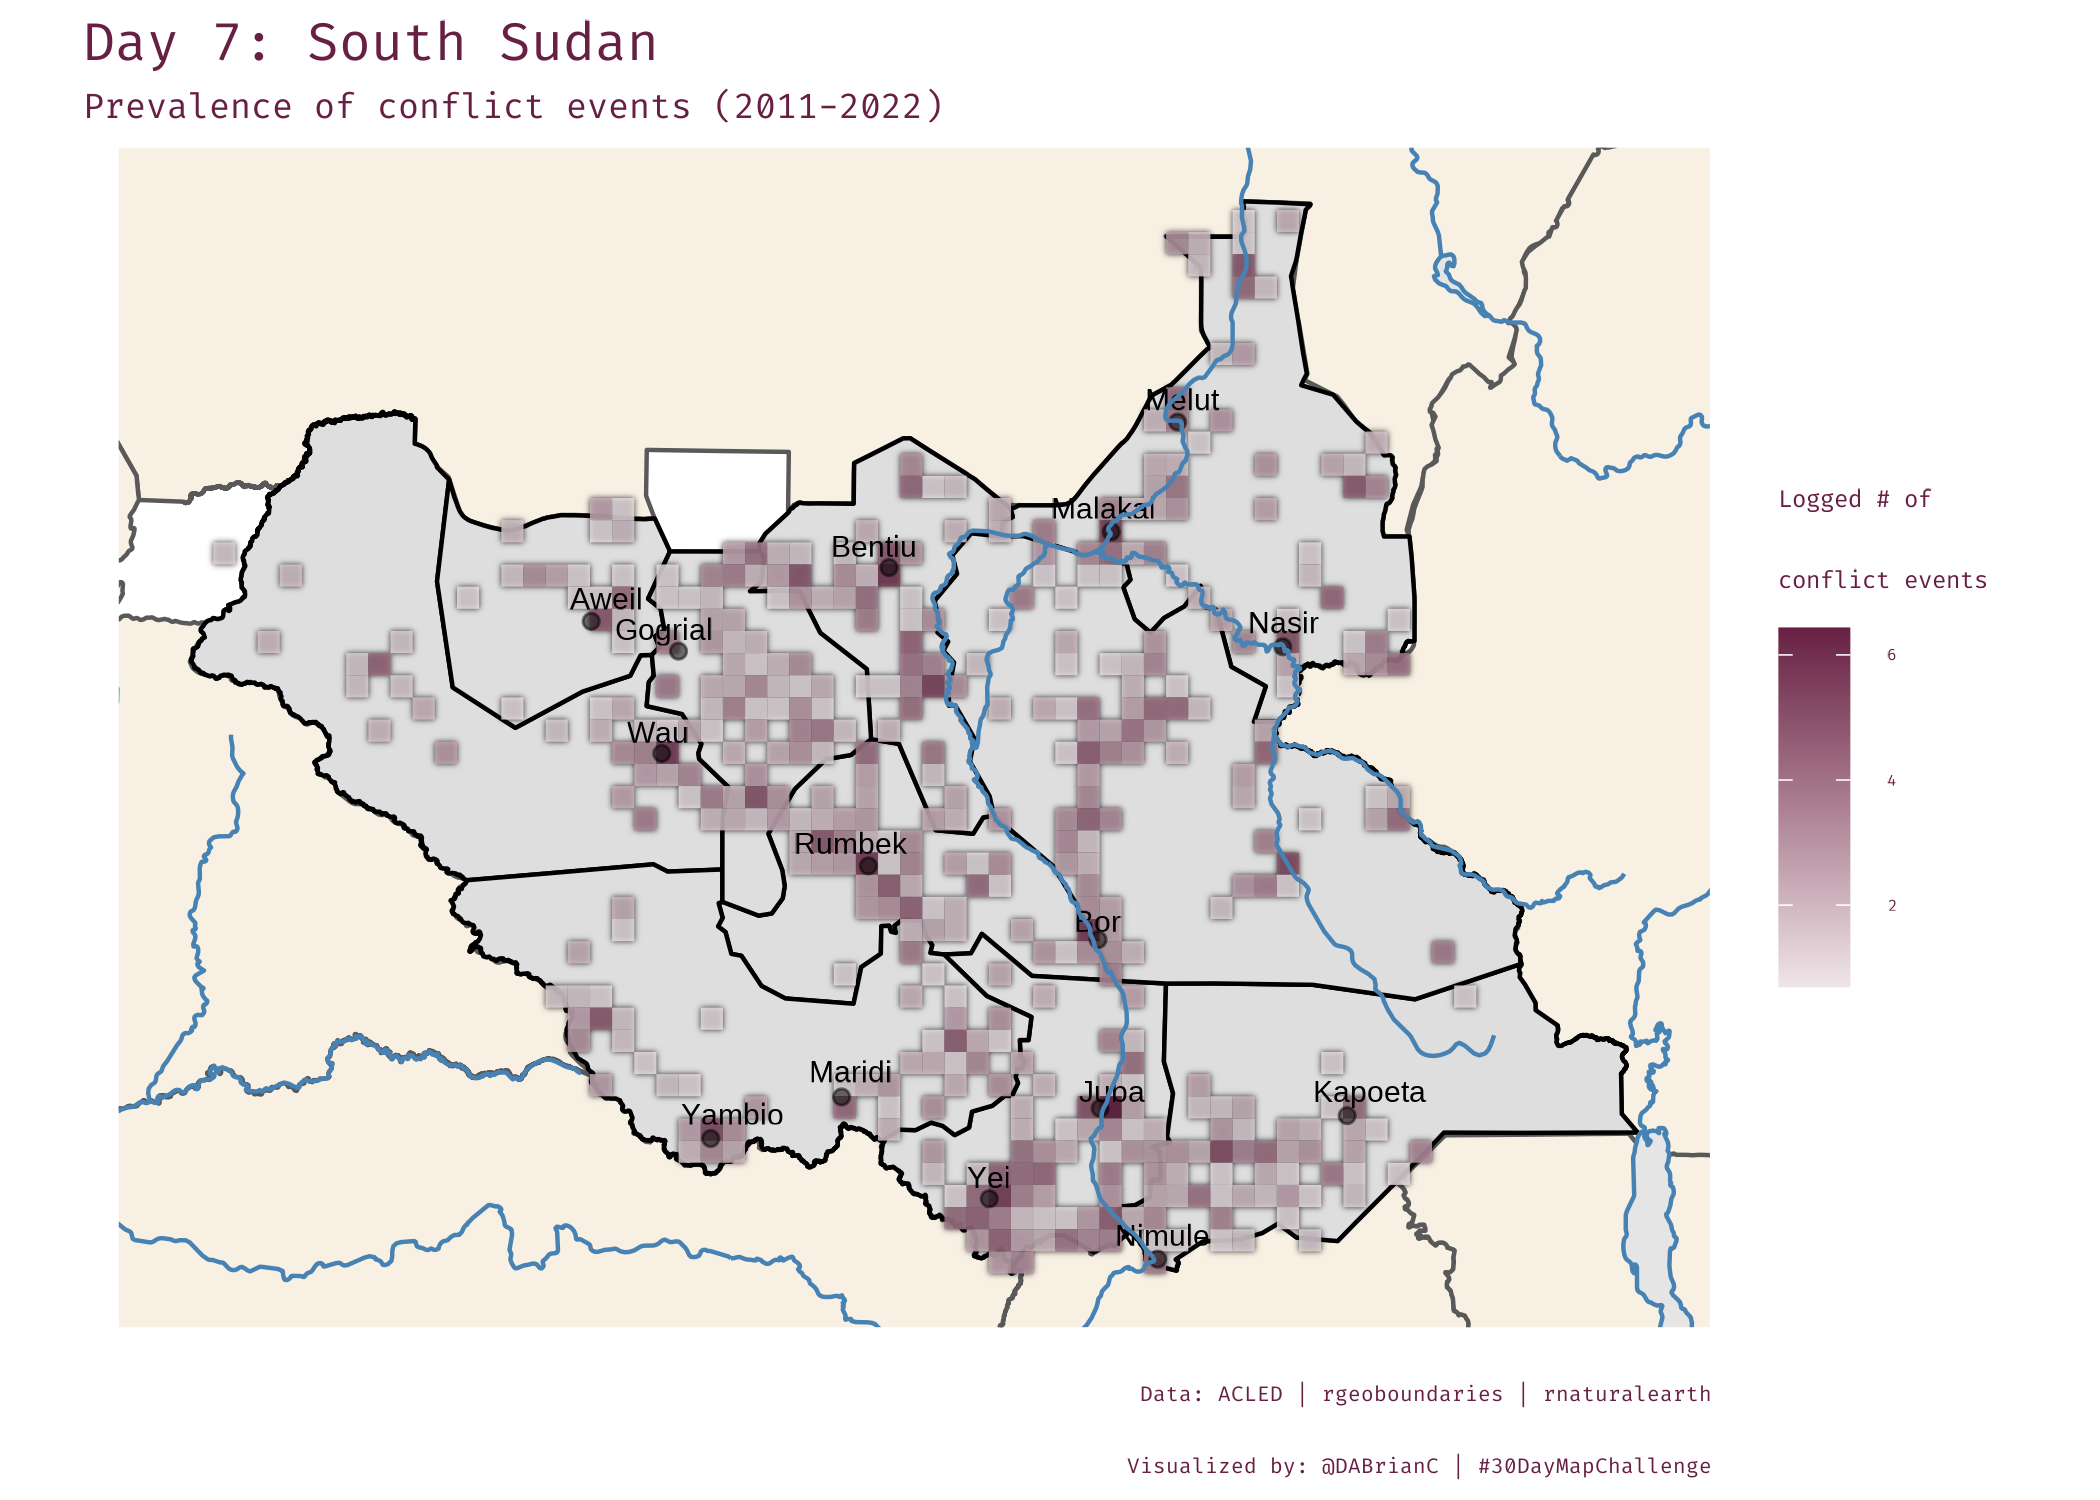 Day 7: South Sudan
Prevalence of conflict events (2011-2022)
Melut
Malakal
Bentiu
Aweil
Gogrial
Nasir
Wau
Rumbek
Bor
Maridi
Juba
Kapoeta
Yambio
Yei
Nimule
Logged # of
conflict events
6
4
2
Data: ACLED | rgeoboundaries | rnaturalearth
Visualized by: @DABrianC | #30DayMapChallenge